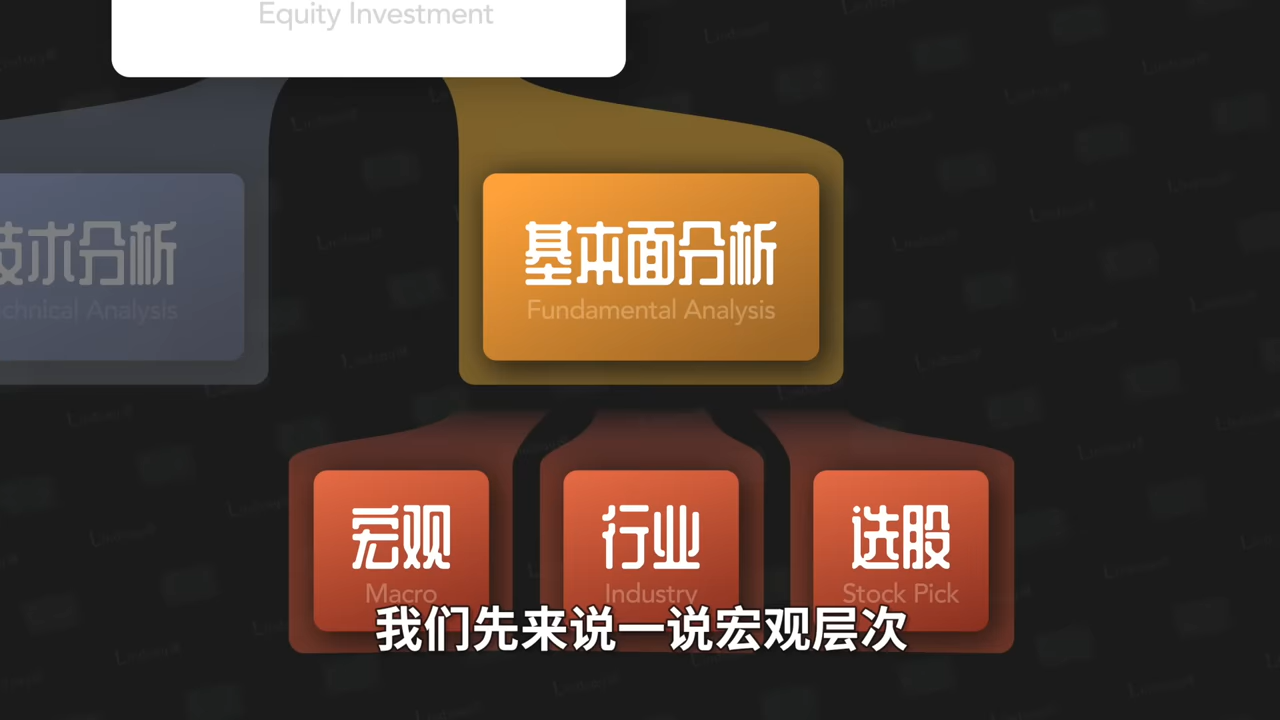 Equity Investment
技术分析
chnical Analysis
基本面分析
Fundamental Analysis
宏观
Macro
行业
Industry
选股
Stock Pick
我们先来说一说宏观层次